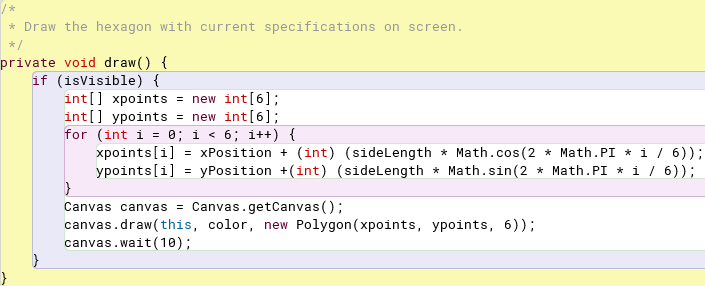 /*
 * Draw the hexagon with current specifications on screen.
 */
private void draw() {
    if (isVisible) {
        int[] xpoints = new int[6];
        int[] ypoints = new int[6];
        for (int i = 0; i < 6; i++) {
            xpoints[i] = xPosition + (int) (sideLength * Math.cos(2 * Math.PI * i / 6));
            ypoints[i] = yPosition +(int) (sideLength * Math.sin(2 * Math.PI * i / 6));
        }
        Canvas canvas = Canvas.getCanvas();
        canvas.draw(this, color, new Polygon(xpoints, ypoints, 6));
        canvas.wait(10);
    }
}